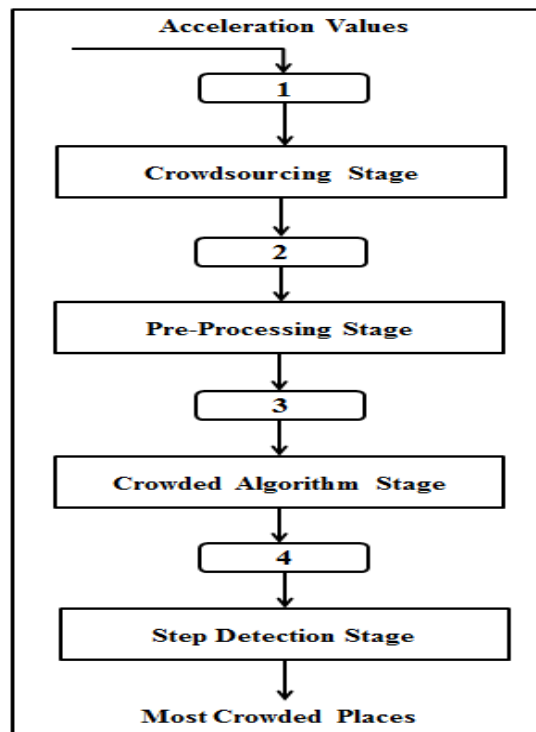 Acceleration Values
1
Crowdsourcing Stage
2
Pre-Processing Stage
3
Crowded Algorithm Stage
4
Step Detection Stage
Most Crowded Places